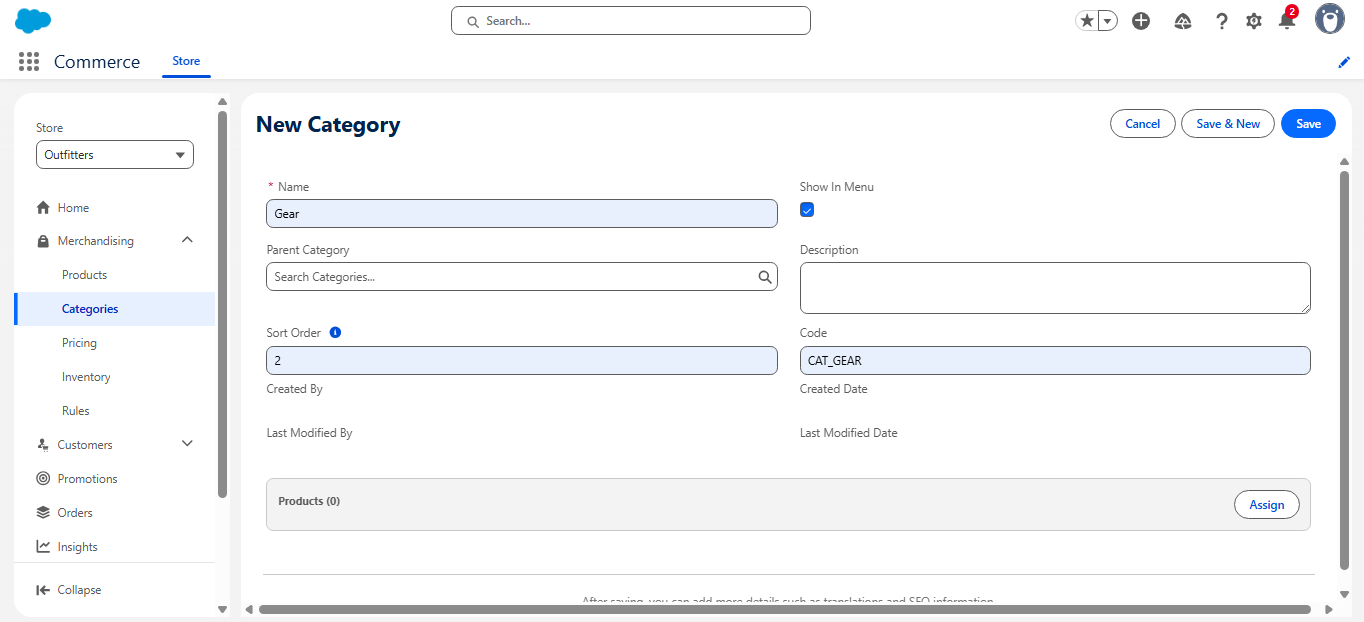 Search...
2
Commerce
Store
Store
Outfitters
Home
Merchandising
Products
Categories
Pricing
Inventory
Rules
Customers
Promotions
Orders
Insights
Collapse
New Category
Cancel
Save & New
Save
* Name
Gear
Show In Menu
Parent Category
Search Categories...
Description
Sort Order
2
Code
CAT_GEAR
Created By
Created Date
Last Modified By
Last Modified Date
Products (0)
Assign
After saving, you can add more details such as translations and SEO information.